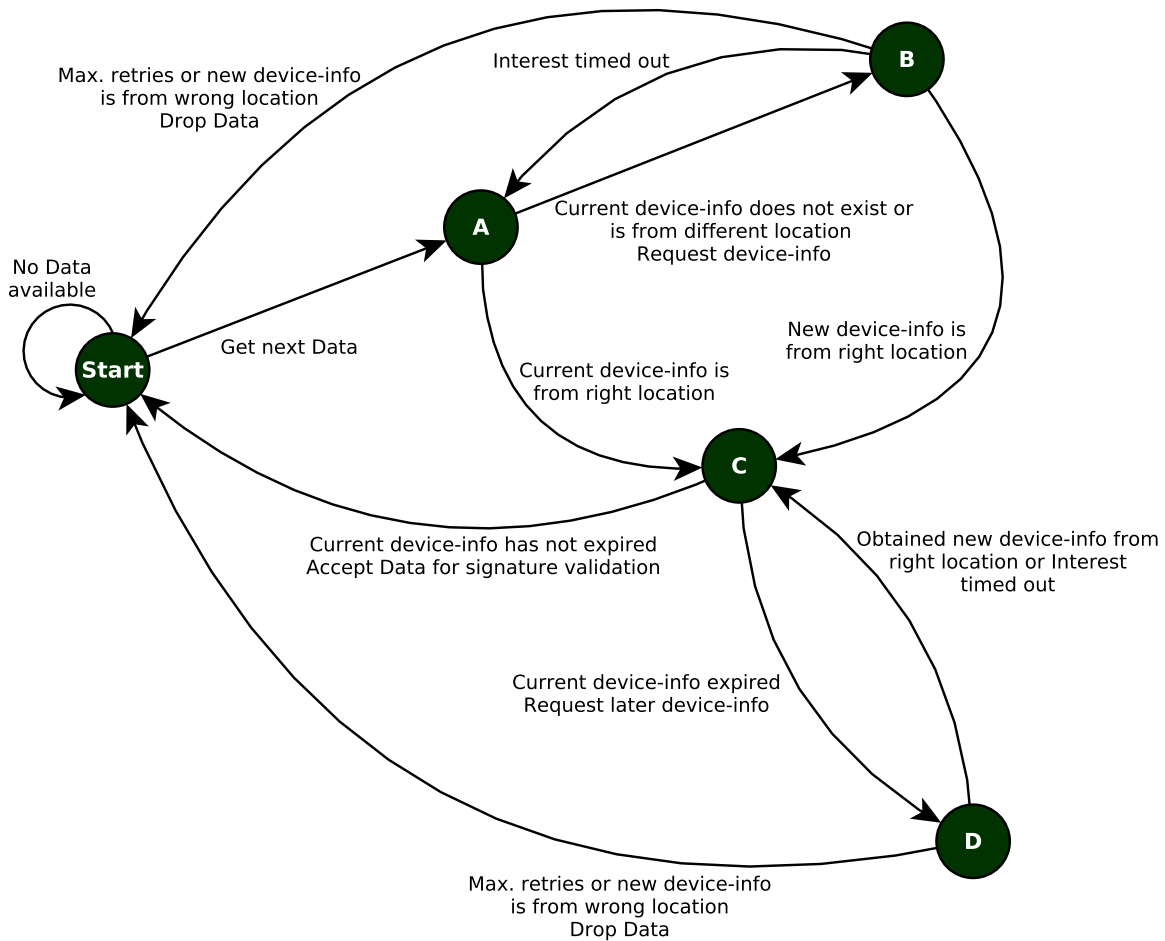 B
Interest timed out
Max. retries or new device-info
is from wrong location
Drop Data
A
Current device-info does not exist or
is from different location
Request device-info
No Data
available
Start
Get next Data
New device-info is
from right location
Current device-info is
from right location
C
Current device-info has not expired
Accept Data for signature validation
Obtained new device-info from
right location or Interest
timed out
Current device-info expired
Request later device-info
D
Max. retries or new device-info
is from wrong location
Drop Data